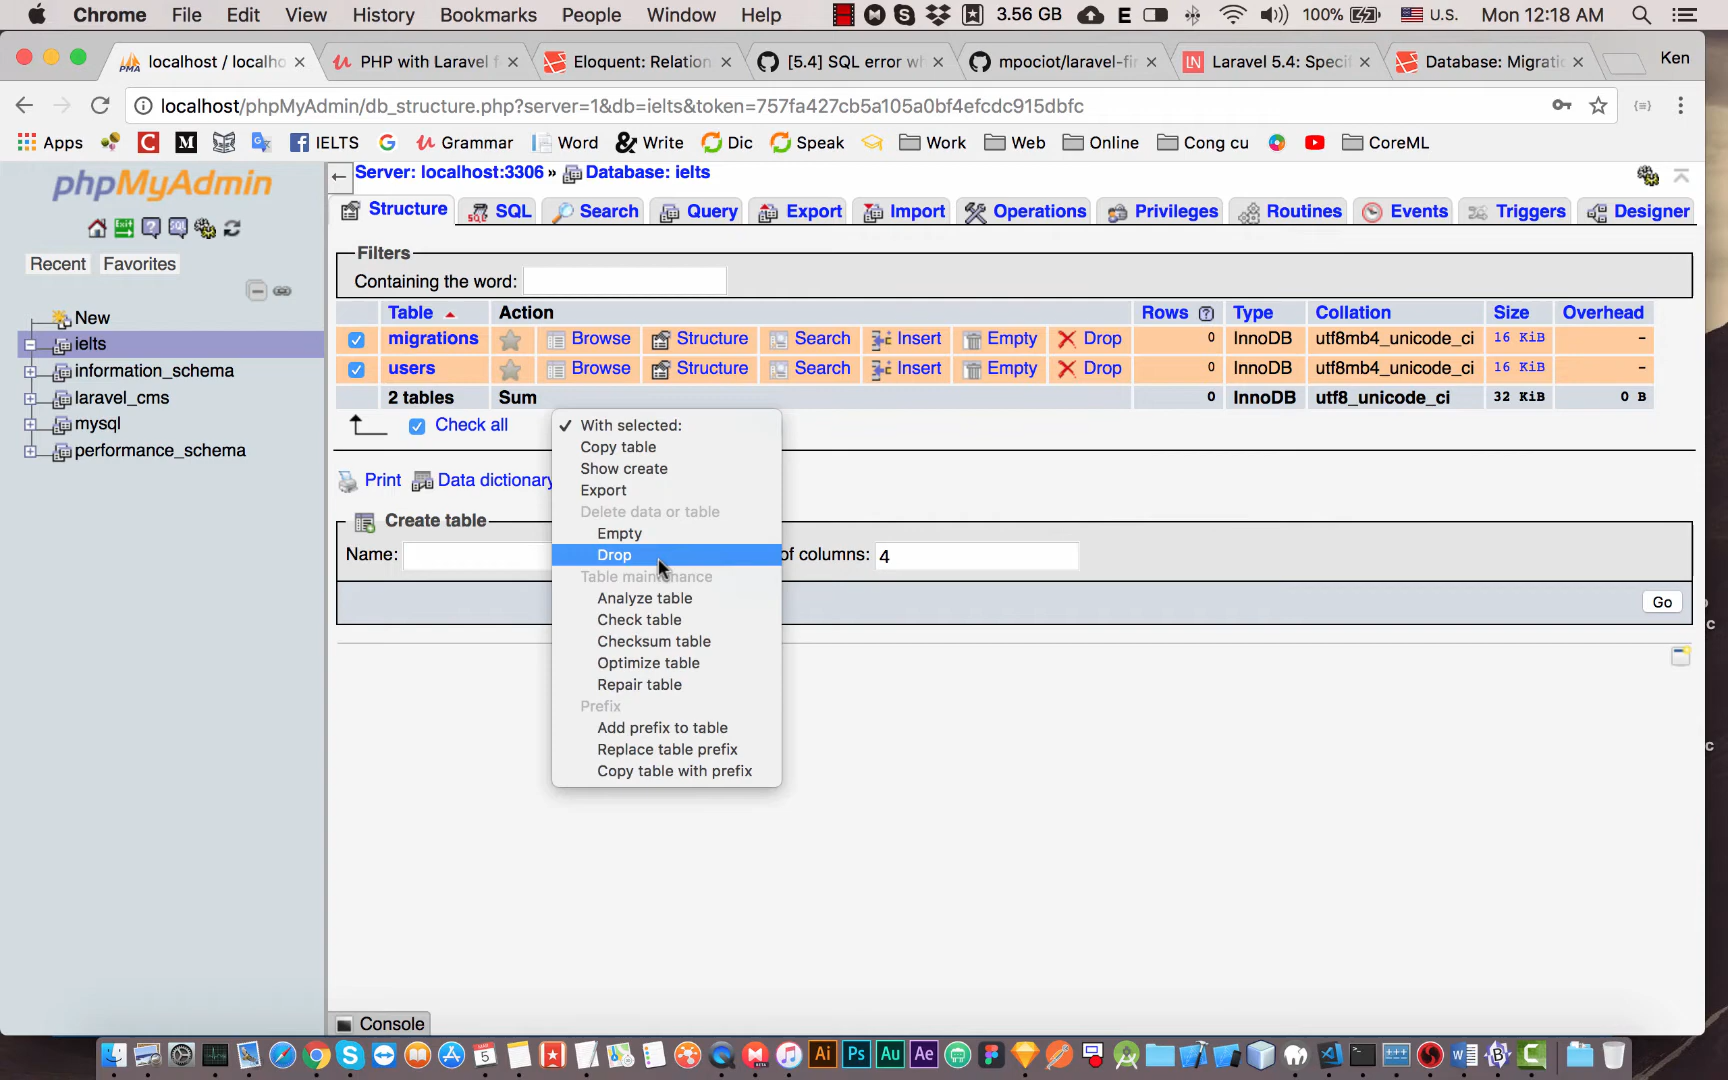 Chrome File Edit View History Bookmarks People Window Help 3.56 GB E 100% U.S. Mon 12:18 AM
localhost / localho PHP with Laravel f Eloquent: Relation [5.4] SQL error wh mpociot/laravel-fir LN Laravel 5.4: Specif Database: Migrati Ken
localhost/phpMyAdmin/db_structure.php?server=1&db=ielts&token=757fa427cb5a105a0bf4efcdc915dbfc
Apps C M IELTS G Grammar Word Write Dic Speak Work Web Online Cong cu CoreML
phpMyAdmin
Recent Favorites
New
ielts
information_schema
laravel_cms
mysql
performance_schema
Server: localhost:3306 » Database: ielts
Structure SQL Search Query Export Import Operations Privileges Routines Events Triggers Designer
Filters
Containing the word:
Table Action Rows Type Collation Size Overhead
migrations Browse Structure Search Insert Empty Drop 0 InnoDB utf8mb4_unicode_ci 16 KiB -
users Browse Structure Search Insert Empty Drop 0 InnoDB utf8mb4_unicode_ci 16 KiB -
2 tables Sum 0 InnoDB utf8_unicode_ci 32 KiB 0 B
Check all
With selected:
Copy table
Show create
Export
Delete data or table
Empty
Drop
Table maintenance
Analyze table
Check table
Checksum table
Optimize table
Repair table
Prefix
Add prefix to table
Replace table prefix
Copy table with prefix
Print Data dictionary
Create table
Name: of columns: 4
Go
Console
Ai Ps Au Ae